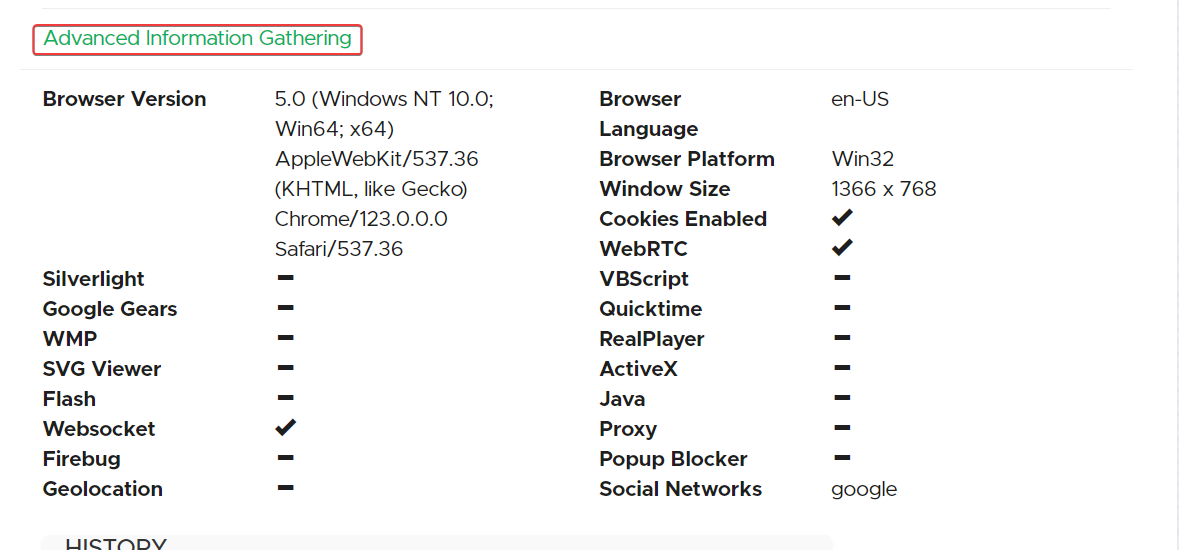 Advanced Information Gathering
Browser Version 5.0 (Windows NT 10.0; Browser en-US
Win64; x64) Language
AppleWebKit/537.36 Browser Platform Win32
(KHTML, like Gecko) Window Size 1366 x 768
Chrome/123.0.0.0 Cookies Enabled ✔
Safari/537.36 WebRTC ✔
Silverlight - VBScript -
Google Gears - Quicktime -
WMP - RealPlayer -
SVG Viewer - ActiveX -
Flash - Java -
Websocket ✔ Proxy -
Firebug - Popup Blocker -
Geolocation - Social Networks google
HISTORY